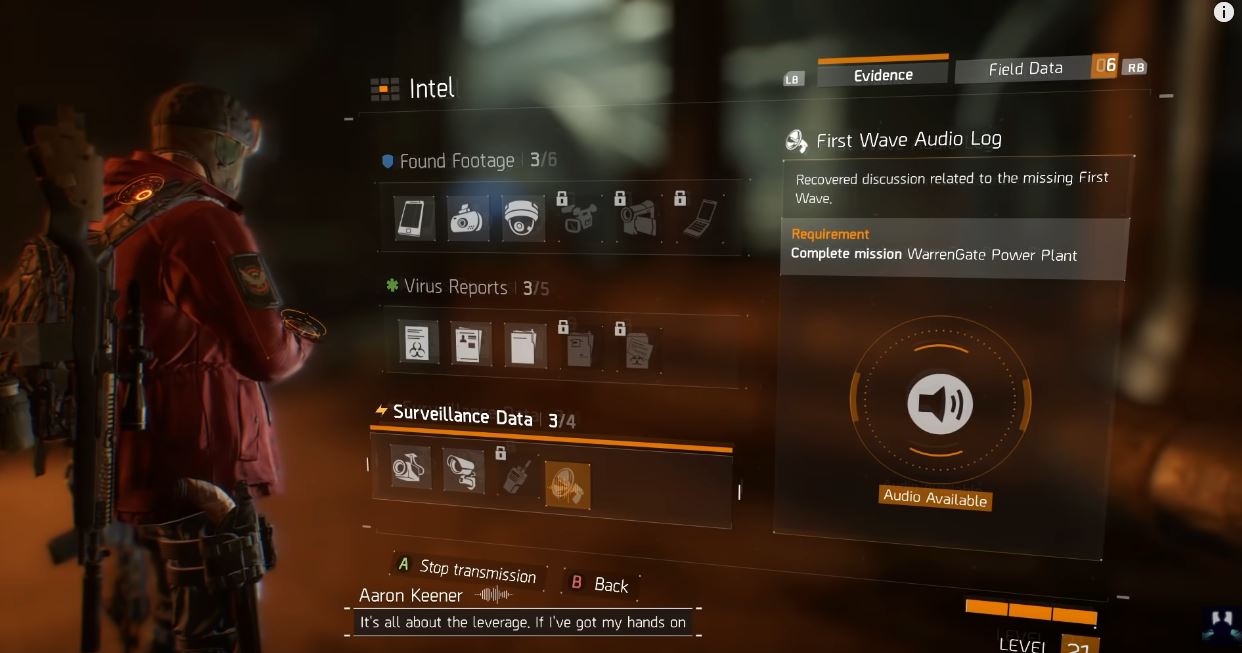 i
Intel
LB
Evidence
Field Data
06
RB
Found Footage | 3/6
Virus Reports | 3/5
Surveillance Data | 3/4
First Wave Audio Log
Recovered discussion related to the missing First
Wave.
Requirement
Complete mission WarrenGate Power Plant
Audio Available
A Stop transmission
B Back
Aaron Keener
It's all about the leverage. If I've got my hands on
LEVEL 21